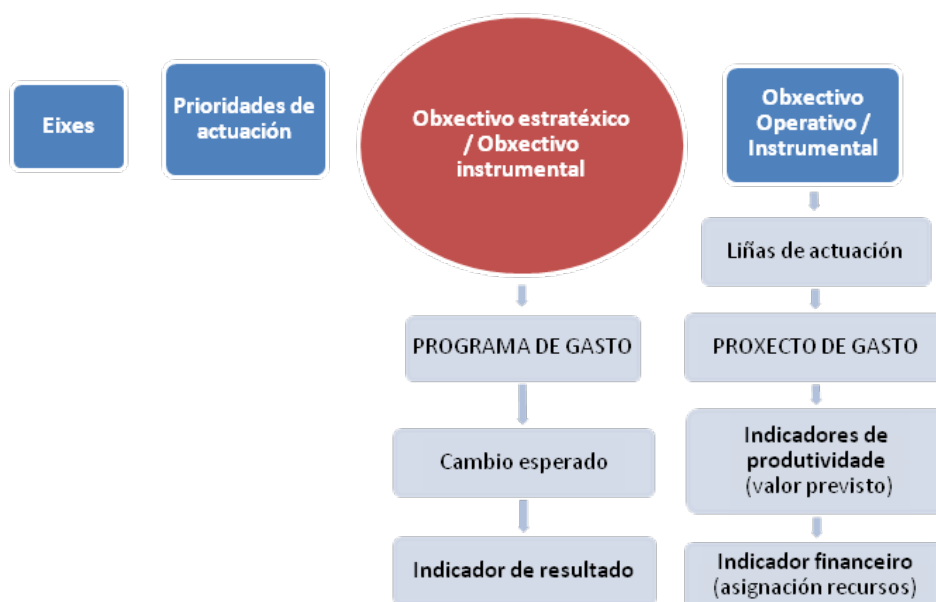 Eixes
Prioridades de
actuación
Obxectivo estratéxico
/ Obxectivo
instrumental
Obxectivo
Operativo /
Instrumental
Liñas de actuación
PROGRAMA DE GASTO
PROXECTO DE GASTO
Cambio esperado
Indicadores de
produtividade
(valor previsto)
Indicador de resultado
Indicador financeiro
(asignación recursos)